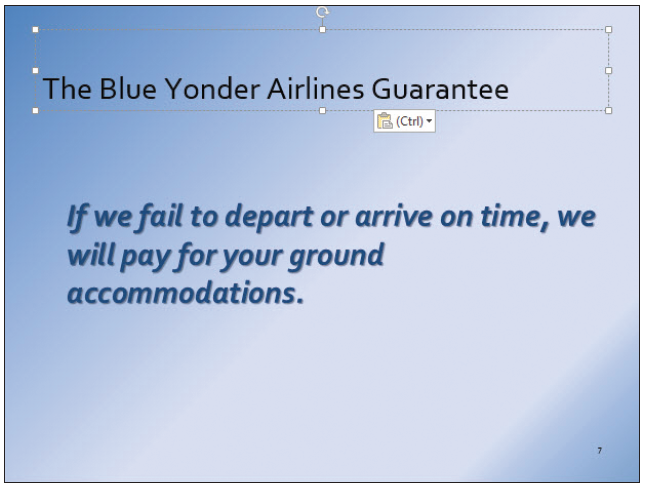 The Blue Yonder Airlines Guarantee
(Ctrl)
If we fail to depart or arrive on time, we
will pay for your ground
accommodations.
7